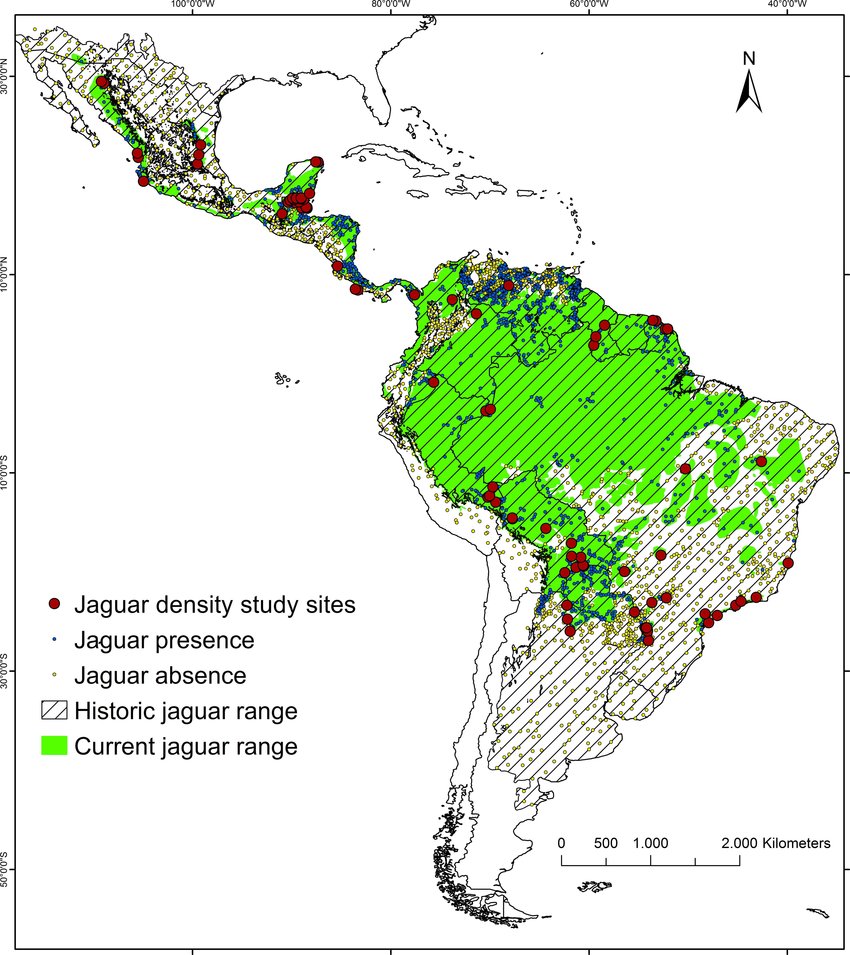 100°0'0"W 80°0'0"W 60°0'0"W 40°0'0"W
30°0'0"N
N
10°0'0"N
10°0'0"S
Jaguar density study sites
Jaguar presence
Jaguar absence
30°0'0"S
Historic jaguar range
Current jaguar range
0 500 1.000 2.000 Kilometers
50°0'0"S